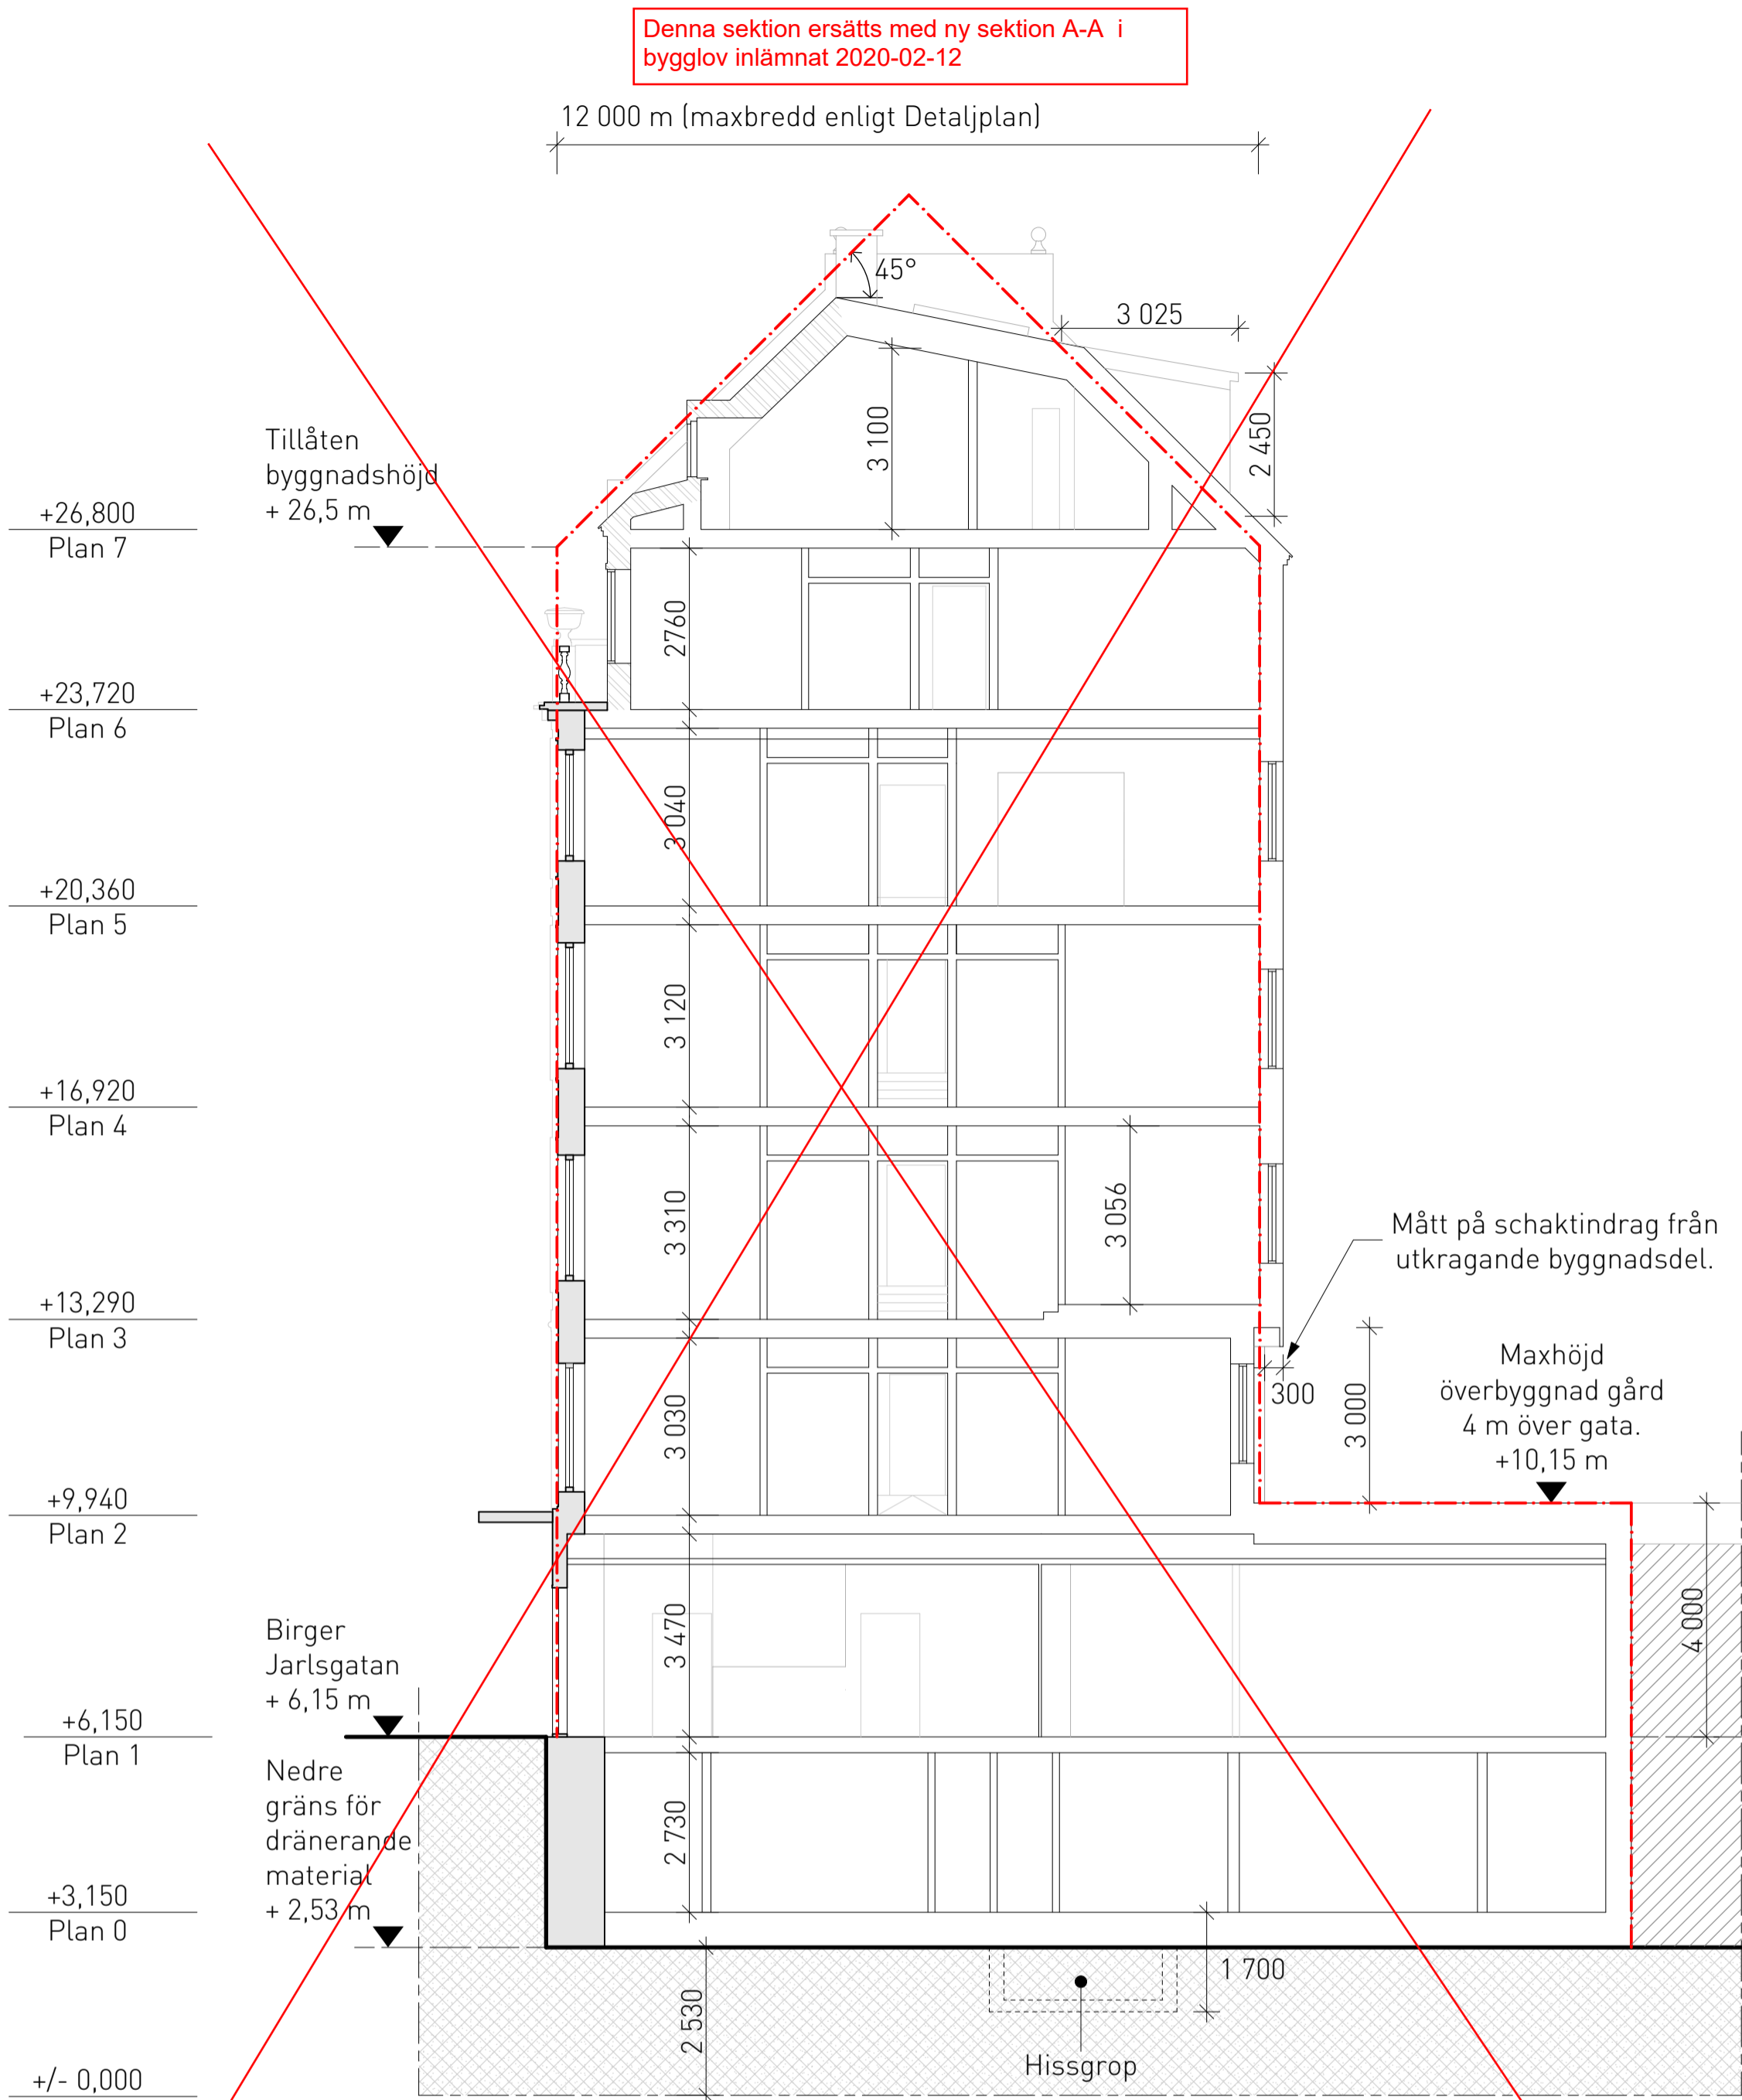 Denna sektion ersätts med ny sektion A-A i
bygglov inlämnat 2020-02-12
12 000 m (maxbredd enligt Detaljplan)
45°
3 025
3 100
2 450
Tillåten
byggnadshöjd
+ 26,5 m
+26,800
Plan 7
2760
+23,720
Plan 6
3 040
+20,360
Plan 5
3 120
+16,920
Plan 4
3 310
3 056
Mått på schaktindrag från
utkragande byggnadsdel.
+13,290
Plan 3
300
3 000
3 030
Maxhöjd
överbyggnad gård
4 m över gata.
+10,15 m
+9,940
Plan 2
3 470
4 000
Birger
Jarlsgatan
+ 6,15 m
+6,150
Plan 1
Nedre
gräns för
dränerande
material
+ 2,53 m
2 730
+3,150
Plan 0
1 700
2 530
Hissgrop
+/- 0,000